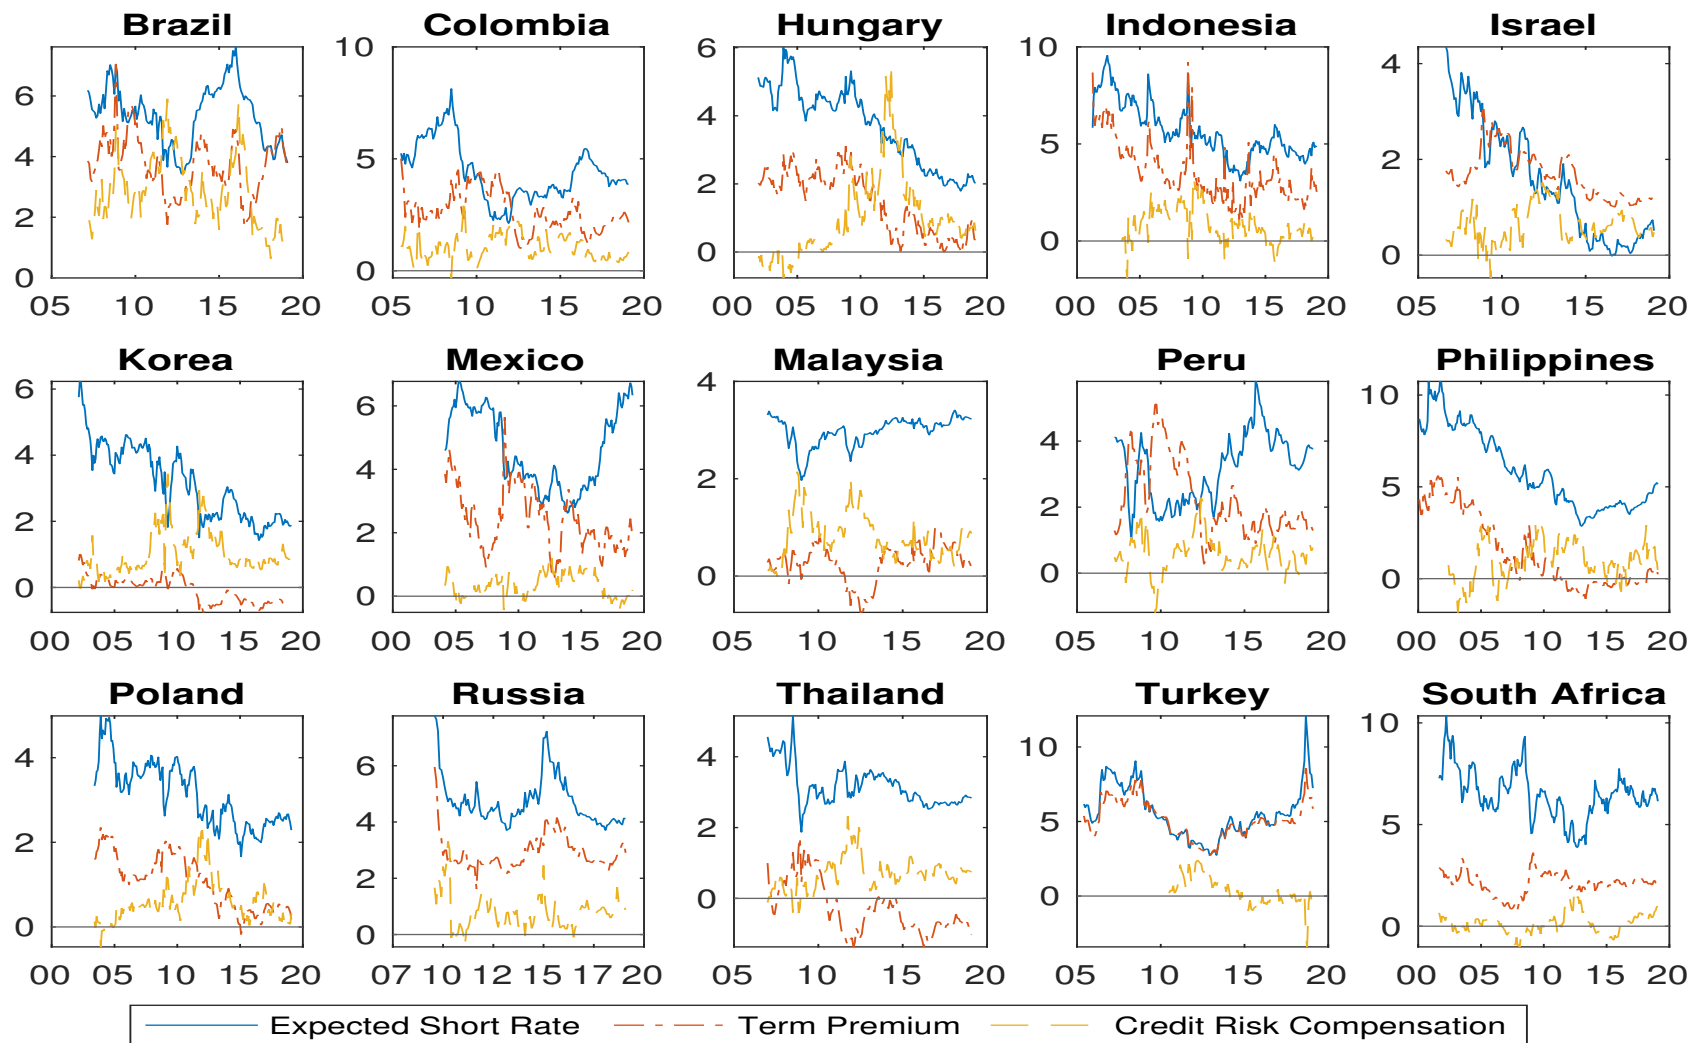 Brazil Colombia Hungary Indonesia Israel
6
4
2
0
05 10 15 20
10
5
0
05 10 15 20
6
4
2
0
00 05 10 15 20
10
5
0
00 05 10 15 20
4
2
0
05 10 15 20
Korea Mexico Malaysia Peru Philippines
6
4
2
0
00 05 10 15 20
6
4
2
0
00 05 10 15 20
4
2
0
05 10 15 20
4
2
0
05 10 15 20
10
5
0
00 05 10 15 20
Poland Russia Thailand Turkey South Africa
4
2
0
00 05 10 15 20
6
4
2
0
07 10 12 15 17 20
4
2
0
05 10 15 20
10
5
0
05 10 15 20
10
5
0
00 05 10 15 20
Expected Short Rate Term Premium Credit Risk Compensation